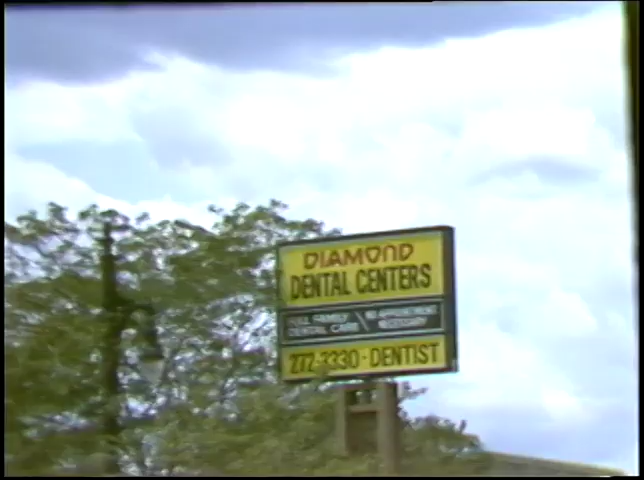 DIAMOND
DENTAL CENTERS
FULL FAMILY
DENTAL CARE
NO APPOINTMENT
NECESSARY
272-3330 · DENTIST